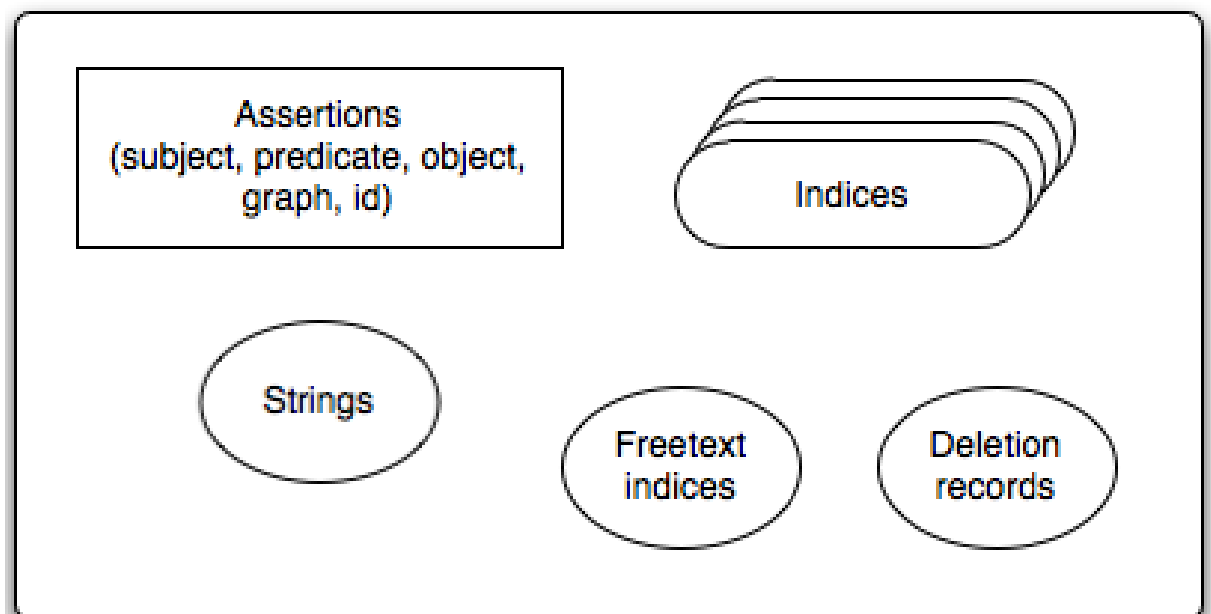 Assertions
(subject, predicate, object,
graph, id)
Indices
Strings
Freetext
indices
Deletion
records